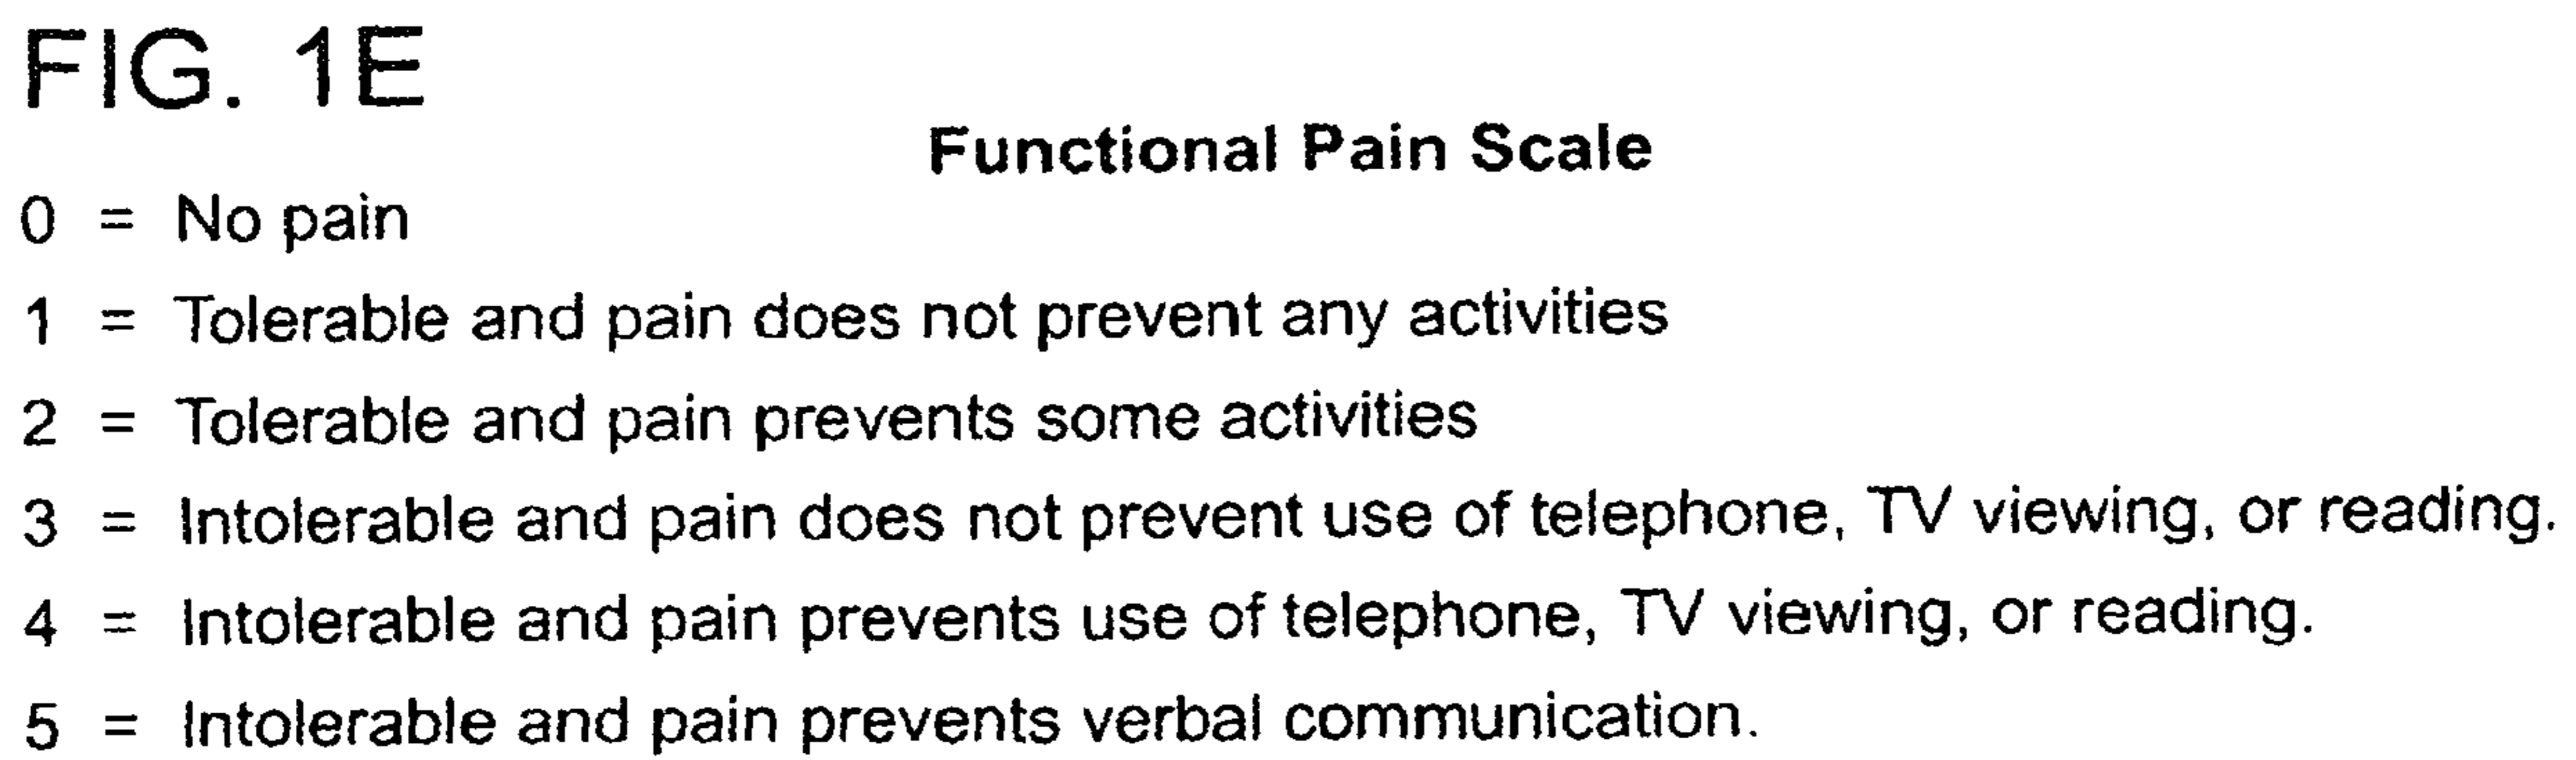 FIG. 1E
Functional Pain Scale
0 = No pain
1 = Tolerable and pain does not prevent any activities
2 = Tolerable and pain prevents some activities
3 = Intolerable and pain does not prevent use of telephone, TV viewing, or reading.
4 = Intolerable and pain prevents use of telephone, TV viewing, or reading.
5 = Intolerable and pain prevents verbal communication.